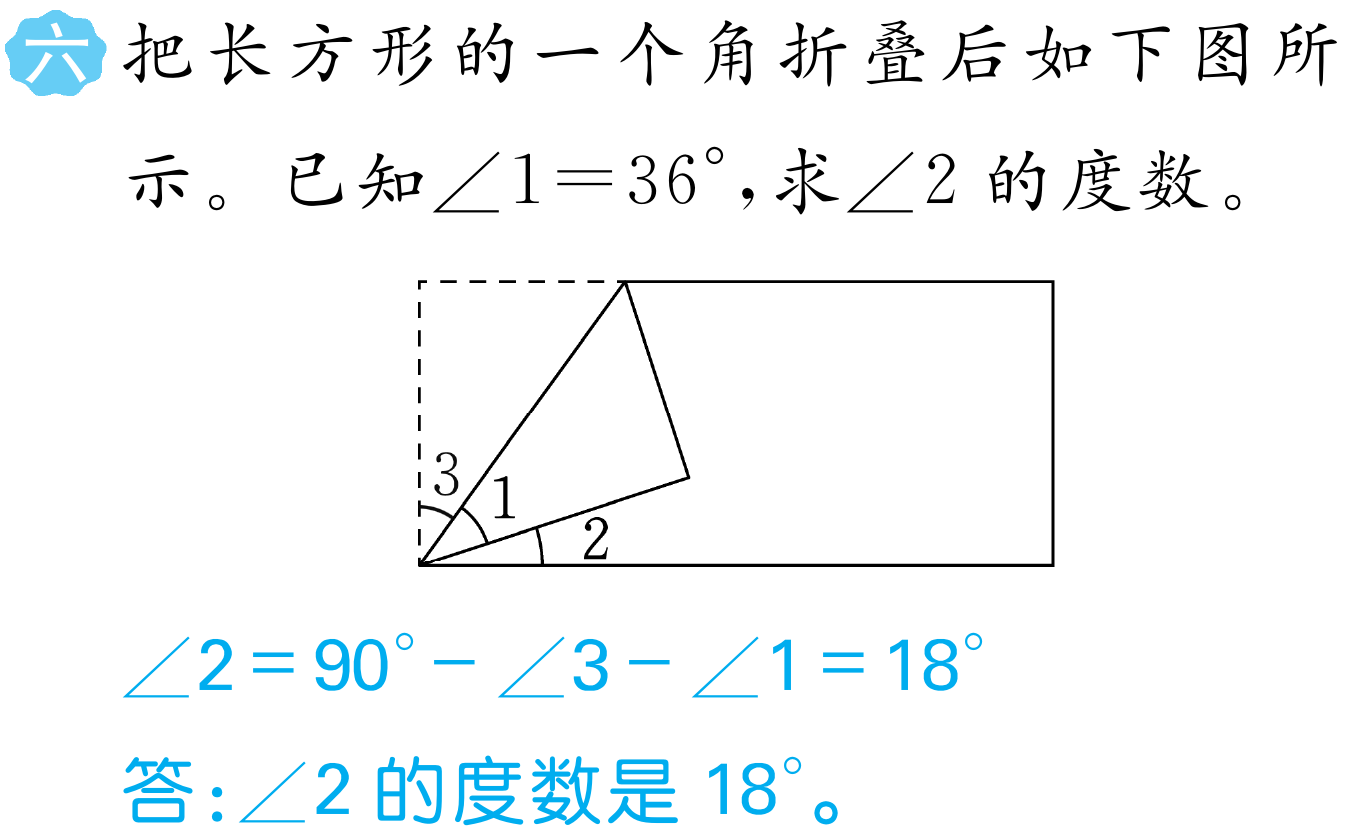 六 把长方形的一个角折叠后如下图所
示。已知∠1=36°,求∠2 的度数。
3
1
2
∠2=90°-∠3-∠1=18°
答:∠2 的度数是 18°。